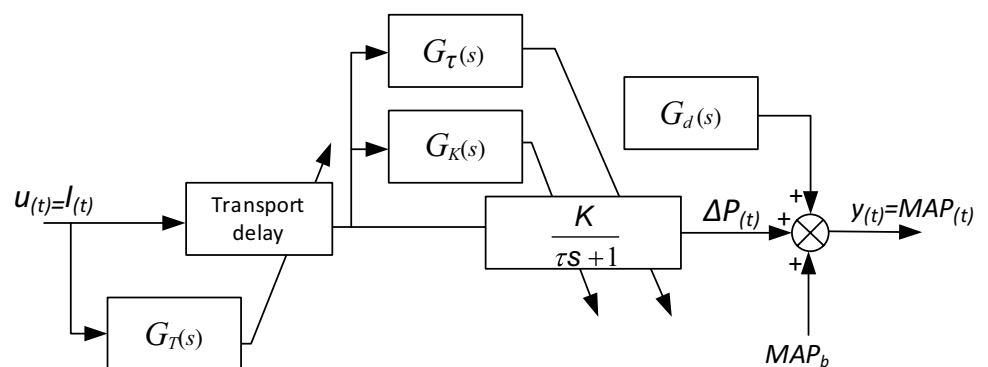 G_τ(s)
G_d(s)
G_K(s)
u_(t)=I_(t)
Transport
delay
K
τs+1
ΔP_(t)
+
+
+
y_(t)=MAP_(t)
G_T(s)
MAP_b